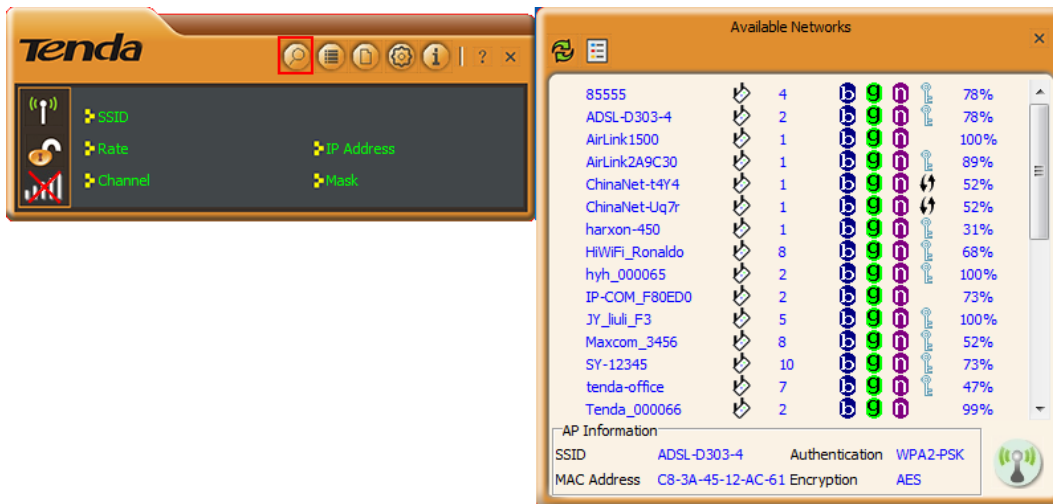 Tenda
? ×
SSID
Rate IP Address
Channel Mask
Available Networks ×
85555 4 b g n 78%
ADSL-D303-4 2 b g n 78%
AirLink1500 1 b g n 100%
AirLink2A9C30 1 b g n 89%
ChinaNet-t4Y4 1 b g n 52%
ChinaNet-Uq7r 1 b g n 52%
harxon-450 1 b g n 31%
HiWiFi_Ronaldo 8 b g n 68%
hyh_000065 2 b g n 100%
IP-COM_F80ED0 2 b g n 73%
JY_liuli_F3 5 b g n 100%
Maxcom_3456 8 b g n 52%
SY-12345 10 b g n 73%
tenda-office 7 b g n 47%
Tenda_000066 2 b g n 99%
AP Information
SSID ADSL-D303-4 Authentication WPA2-PSK
MAC Address C8-3A-45-12-AC-61 Encryption AES